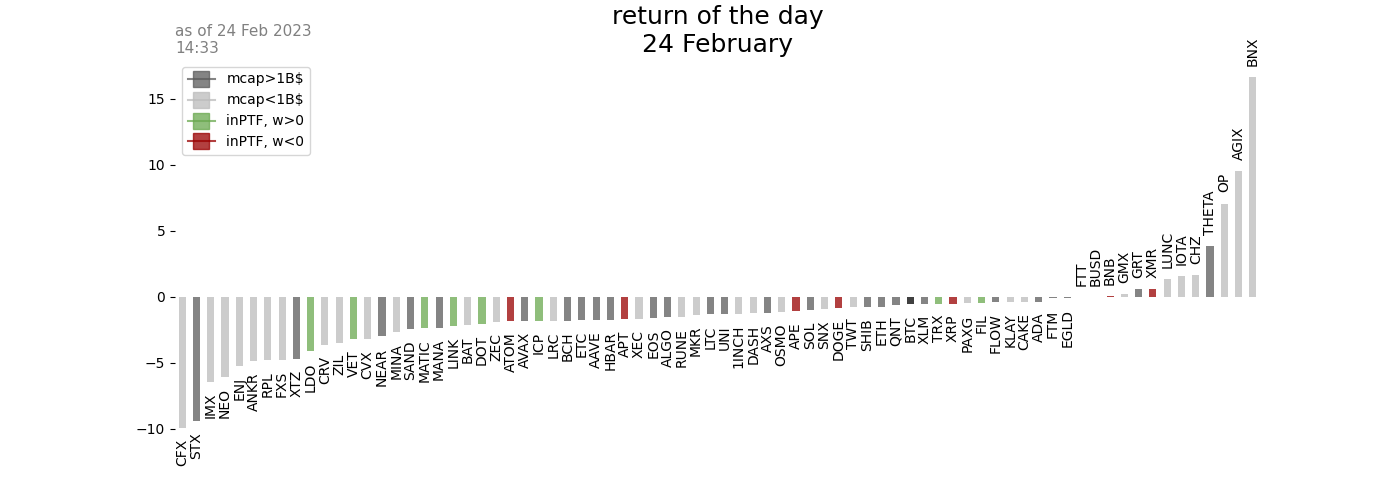 return of the day
24 February
as of 24 Feb 2023
14:33
mcap>1B$
mcap<1B$
inPTF, w>0
inPTF, w<0
15
10
5
0
−5
−10
CFX
STX
IMX
NEO
ENJ
ANKR
RPL
FXS
XTZ
LDO
CRV
ZIL
VET
CVX
NEAR
MINA
SAND
MATIC
MANA
LINK
BAT
DOT
ZEC
ATOM
AVAX
ICP
LRC
BCH
ETC
AAVE
HBAR
APT
XEC
EOS
ALGO
RUNE
MKR
LTC
UNI
1INCH
DASH
AXS
OSMO
APE
SOL
SNX
DOGE
TWT
SHIB
ETH
QNT
BTC
XLM
TRX
XRP
PAXG
FIL
FLOW
KLAY
CAKE
ADA
FTM
EGLD
FTT
BUSD
BNB
GMX
GRT
XMR
LUNC
IOTA
CHZ
THETA
OP
AGIX
BNX